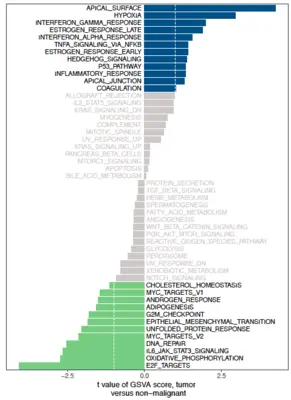 APICAL_SURFACE
HYPOXIA
INTERFERON_GAMMA_RESPONSE
ESTROGEN_RESPONSE_LATE
INTERFERON_ALPHA_RESPONSE
TNFA_SIGNALING_VIA_NFKB
ESTROGEN_RESPONSE_EARLY
HEDGEHOG_SIGNALING
P53_PATHWAY
INFLAMMATORY_RESPONSE
APICAL_JUNCTION
COAGULATION
ALLOGRAFT_REJECTION
IL2_STAT5_SIGNALING
KRAS_SIGNALING_DN
MYOGENESIS
COMPLEMENT
MITOTIC_SPINDLE
UV_RESPONSE_UP
KRAS_SIGNALING_UP
PANCREAS_BETA_CELLS
MTORC1_SIGNALING
APOPTOSIS
BILE_ACID_METABOLISM
PROTEIN_SECRETION
TGF_BETA_SIGNALING
HEME_METABOLISM
SPERMATOGENESIS
FATTY_ACID_METABOLISM
ANGIOGENESIS
WNT_BETA_CATENIN_SIGNALING
PI3K_AKT_MTOR_SIGNALING
REACTIVE_OXIGEN_SPECIES_PATHWAY
GLYCOLYSIS
PEROXISOME
UV_RESPONSE_DN
XENOBIOTIC_METABOLISM
NOTCH_SIGNALING
CHOLESTEROL_HOMEOSTASIS
MYC_TARGETS_V1
ANDROGEN_RESPONSE
ADIPOGENESIS
G2M_CHECKPOINT
EPITHELIAL_MESENCHYMAL_TRANSITION
UNFOLDED_PROTEIN_RESPONSE
MYC_TARGETS_V2
DNA_REPAIR
IL6_JAK_STAT3_SIGNALING
OXIDATIVE_PHOSPHORYLATION
E2F_TARGETS
−2.5 0.0 2.5
t value of GSVA score, tumor
versus non-malignant